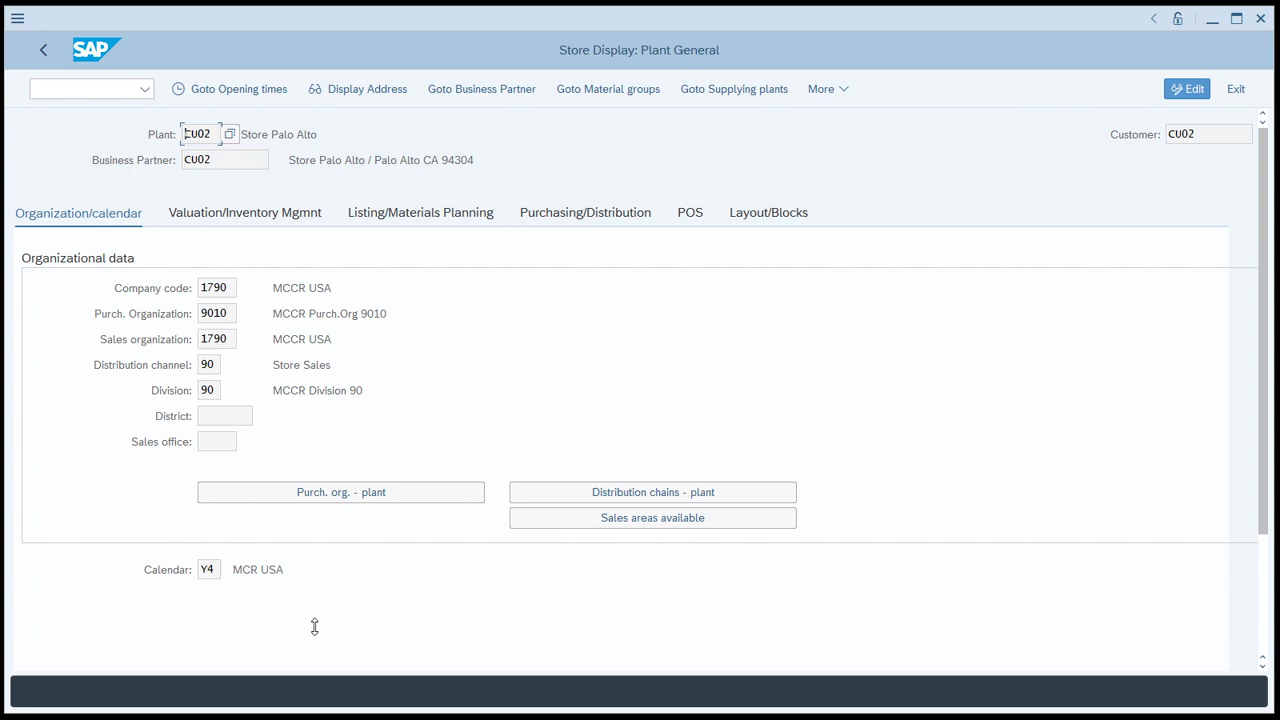 SAP
Store Display: Plant General
Goto Opening times Display Address Goto Business Partner Goto Material groups Goto Supplying plants More Edit Exit
Plant: CU02 Store Palo Alto Customer: CU02
Business Partner: CU02 Store Palo Alto / Palo Alto CA 94304
Organization/calendar Valuation/Inventory Mgmnt Listing/Materials Planning Purchasing/Distribution POS Layout/Blocks
Organizational data
Company code: 1790 MCCR USA
Purch. Organization: 9010 MCCR Purch.Org 9010
Sales organization: 1790 MCCR USA
Distribution channel: 90 Store Sales
Division: 90 MCCR Division 90
District:
Sales office:
Purch. org. - plant Distribution chains - plant
Sales areas available
Calendar: Y4 MCR USA